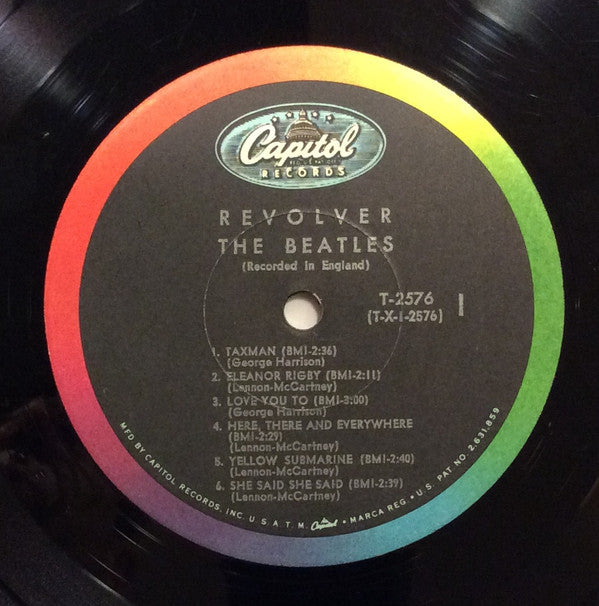 Capitol
RECORDS
REVOLVER
THE BEATLES
(Recorded in England)
T-2576 1
(T-X-1-2576)
1. TAXMAN (BMI-2:36)
(George Harrison)
2. ELEANOR RIGBY (BMI-2:11)
(Lennon-McCartney)
3. LOVE YOU TO (BMI-3:00)
(George Harrison)
4. HERE, THERE AND EVERYWHERE
(BMI-2:29)
(Lennon-McCartney)
5. YELLOW SUBMARINE (BMI-2:40)
(Lennon-McCartney)
6. SHE SAID SHE SAID (BMI-2:39)
(Lennon-McCartney)
MFD BY CAPITOL RECORDS, INC. U.S.A. T.M. Capitol • MARCA REG • U.S. PAT NO. 2,631,859